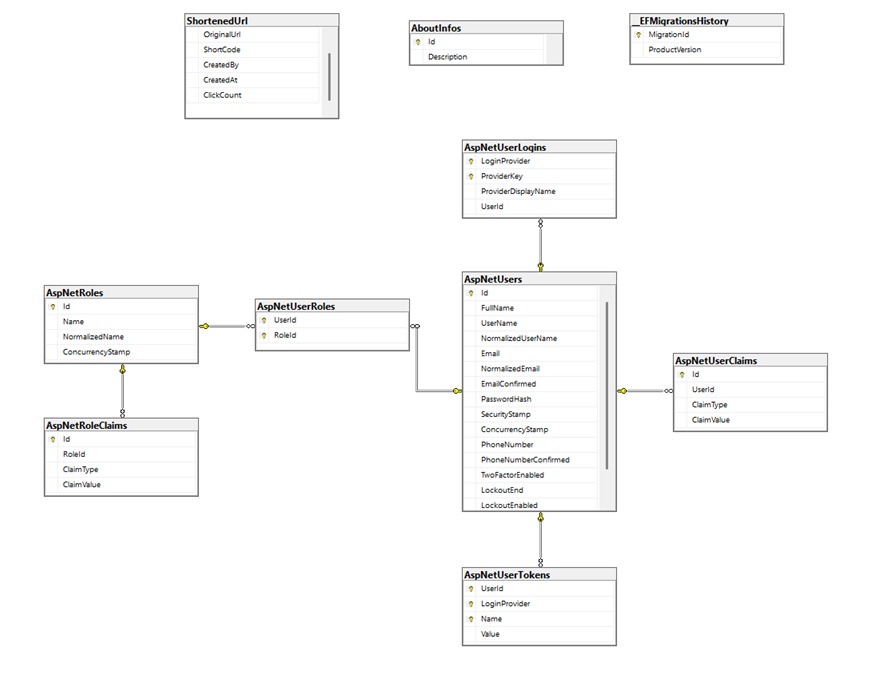 ShortenedUrl
OriginalUrl
ShortCode
CreatedBy
CreatedAt
ClickCount
AboutInfos
Id
Description
__EFMigrationsHistory
MigrationId
ProductVersion
AspNetUserLogins
LoginProvider
ProviderKey
ProviderDisplayName
UserId
AspNetRoles
Id
Name
NormalizedName
ConcurrencyStamp
AspNetUserRoles
UserId
RoleId
AspNetUsers
Id
FullName
UserName
NormalizedUserName
Email
NormalizedEmail
EmailConfirmed
PasswordHash
SecurityStamp
ConcurrencyStamp
PhoneNumber
PhoneNumberConfirmed
TwoFactorEnabled
LockoutEnd
LockoutEnabled
AspNetUserClaims
Id
UserId
ClaimType
ClaimValue
AspNetRoleClaims
Id
RoleId
ClaimType
ClaimValue
AspNetUserTokens
UserId
LoginProvider
Name
Value